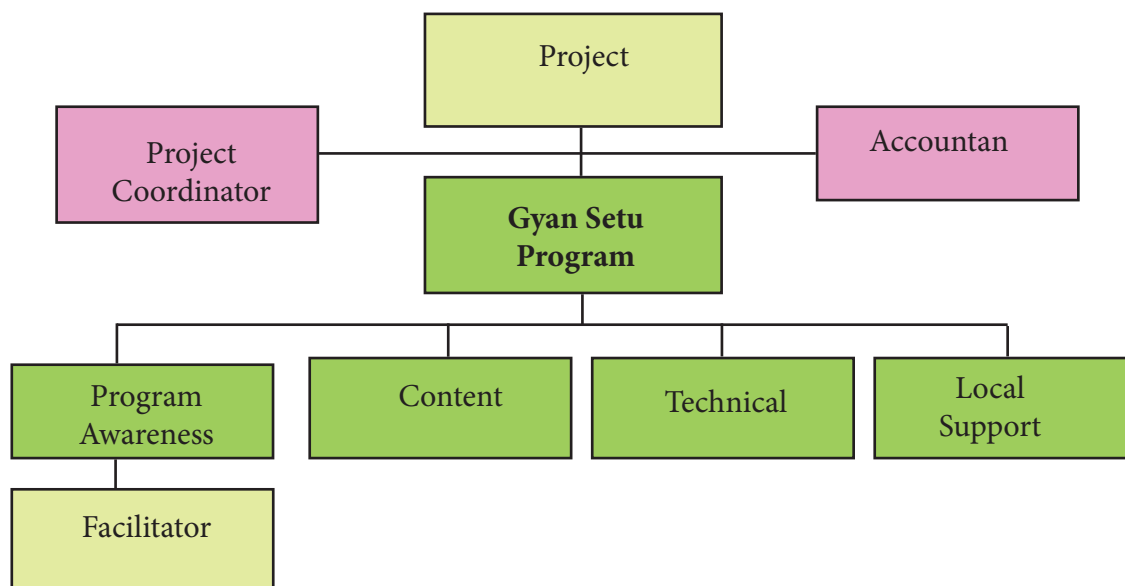 Project
Project
Coordinator
Accountan
Gyan Setu
Program
Program
Awareness
Content
Technical
Local
Support
Facilitator